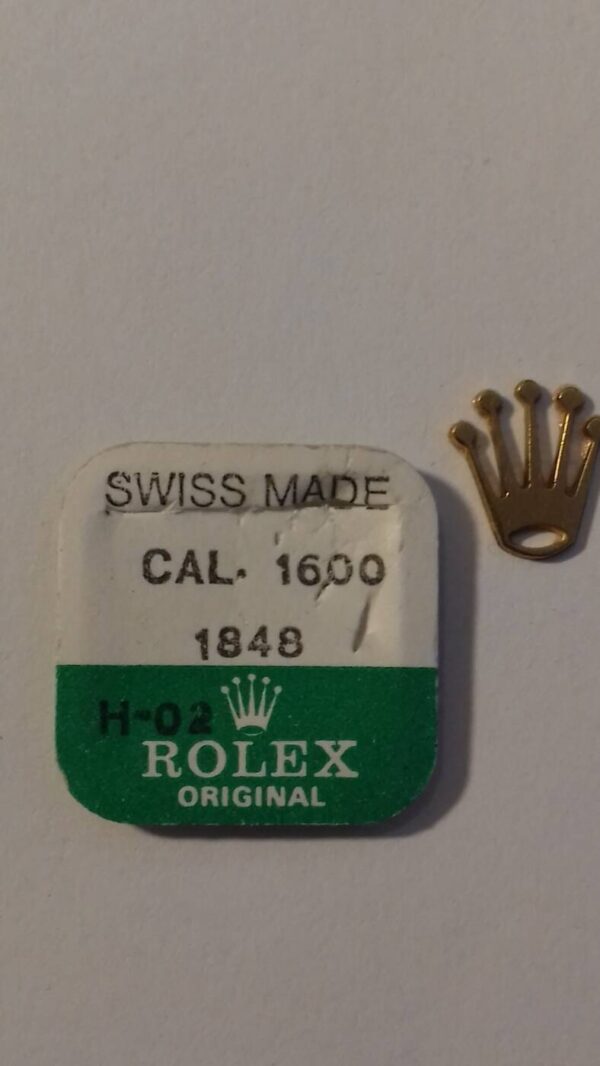 SWISS MADE
CAL. 1600
1848
H-02
ROLEX
ORIGINAL